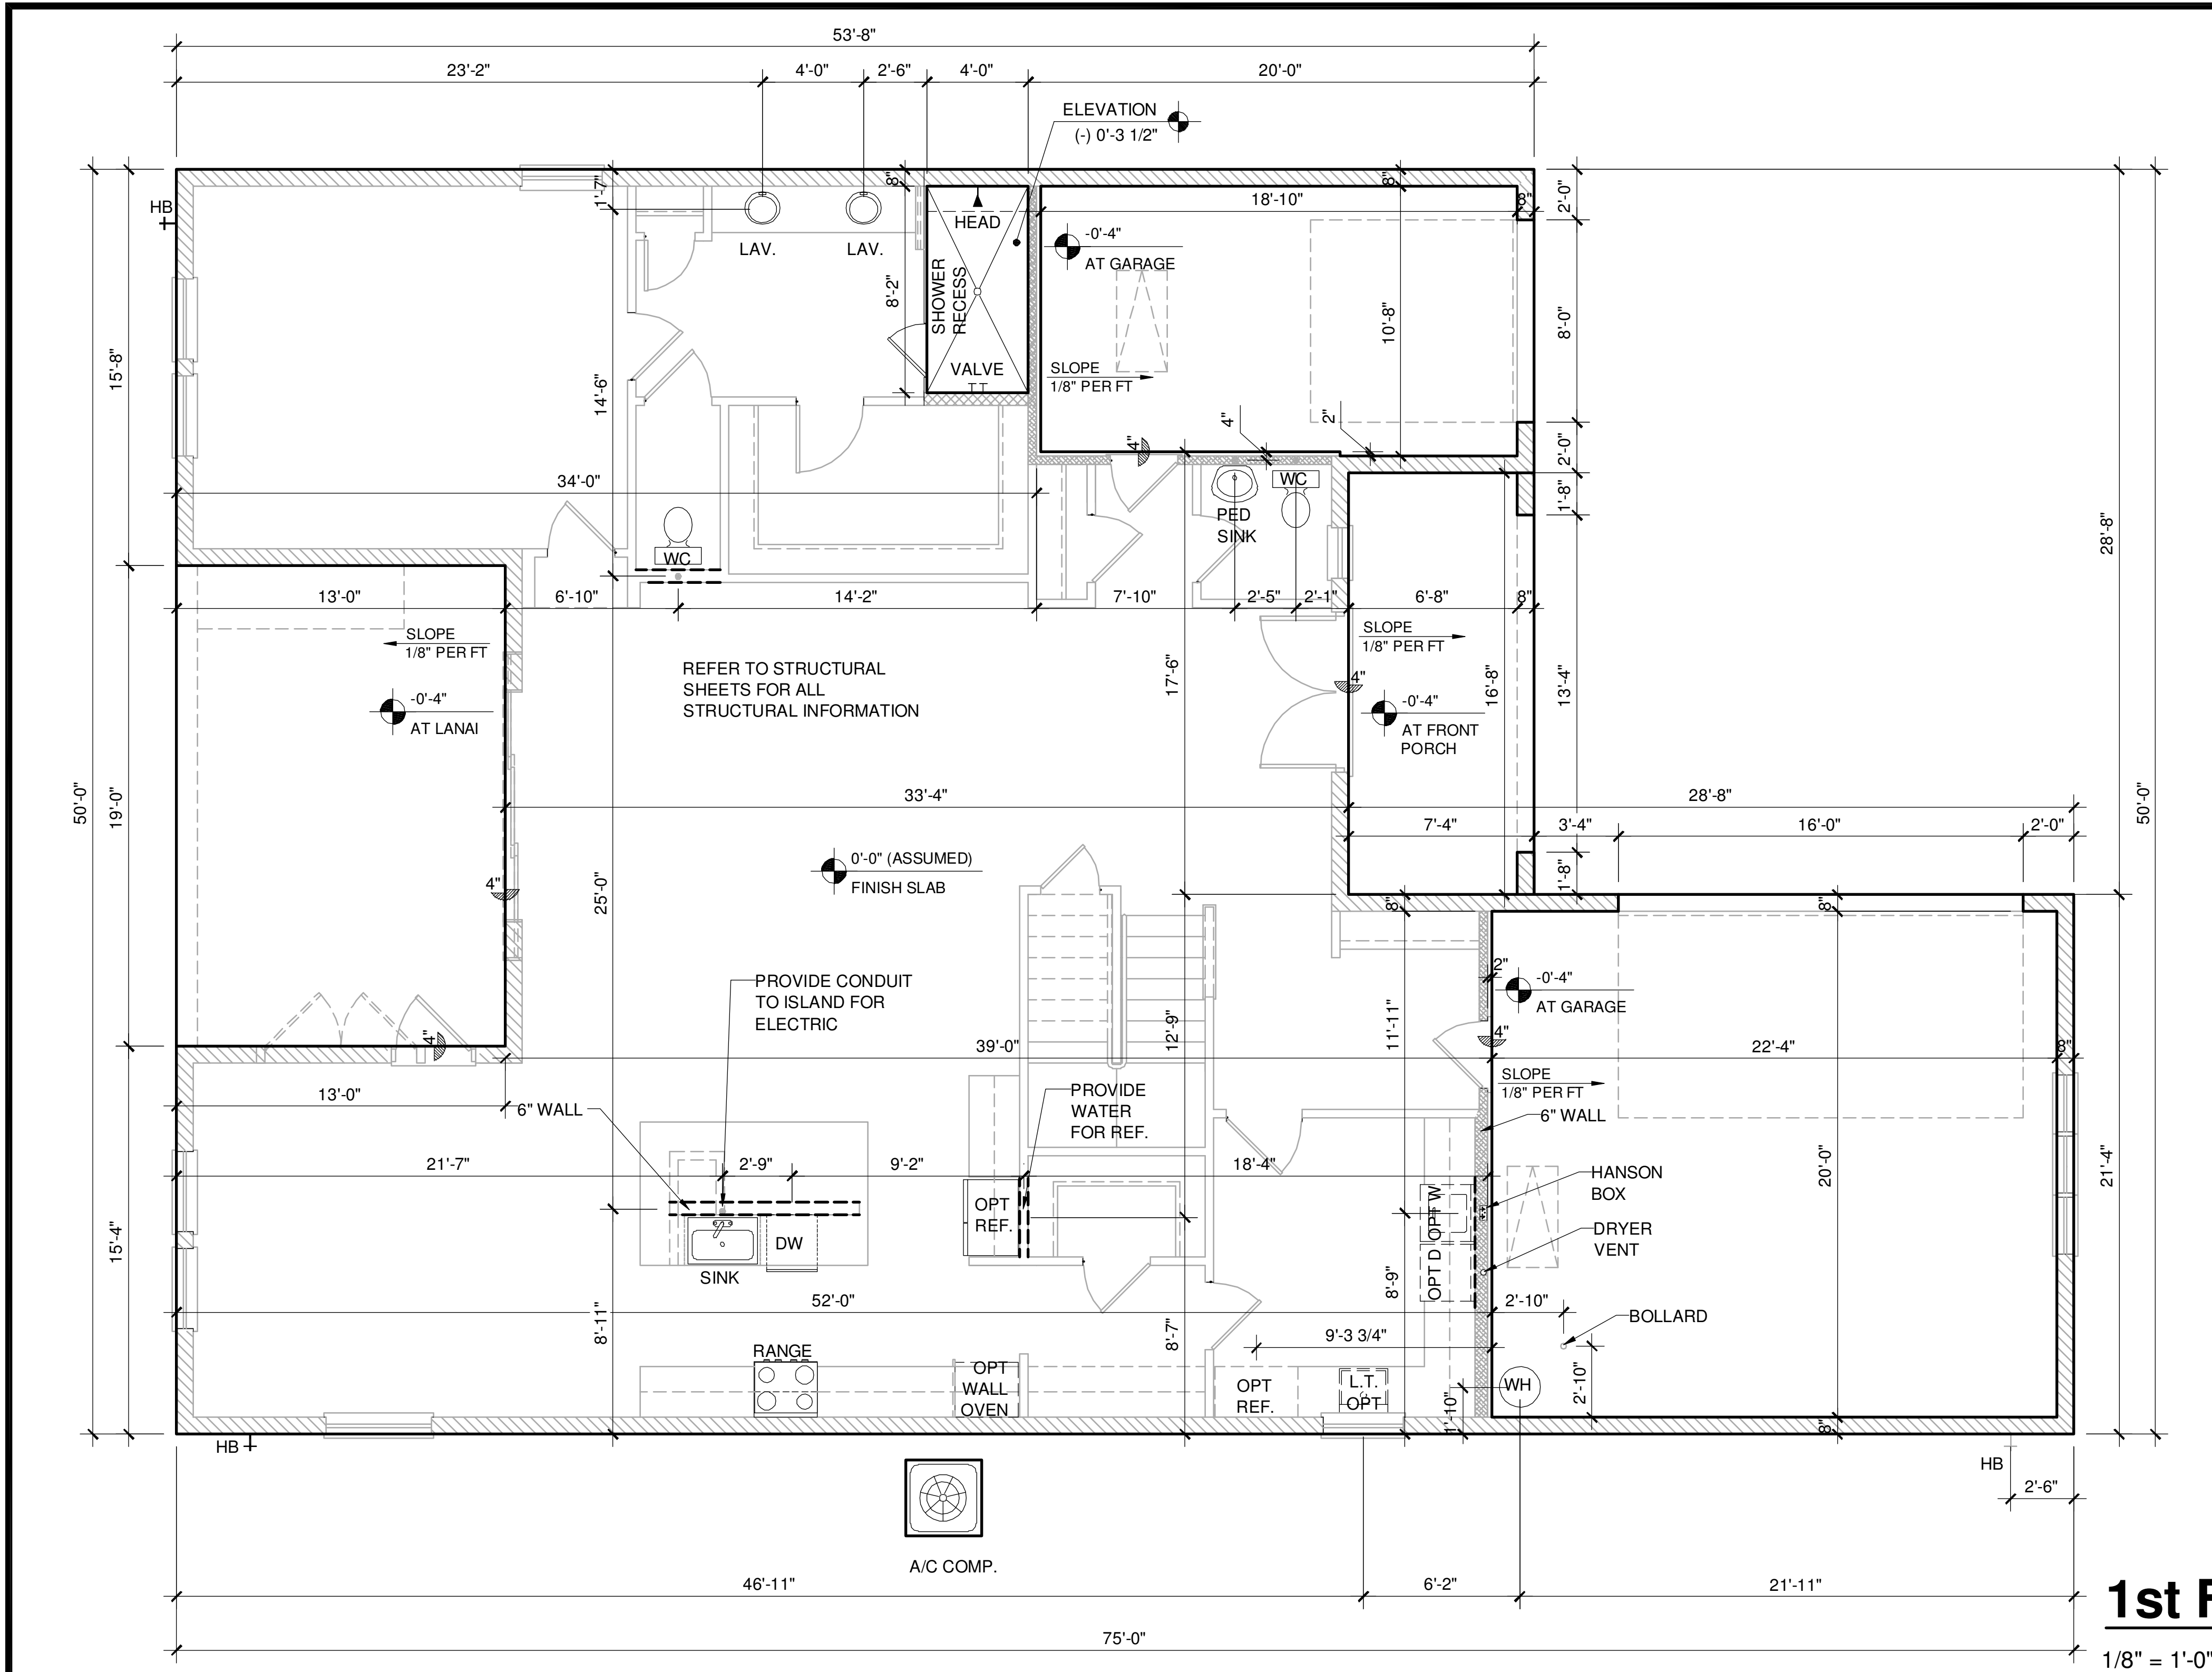 53'-8"
23'-2"
4'-0"
2'-6"
4'-0"
20'-0"
ELEVATION
(-) 0'-3 1/2"
HB
1'-7"
8"
8"
8"
2'-0"
18'-10"
LAV.
LAV.
HEAD
SHOWER
RECESS
VALVE
8'-2"
-0'-4"
AT GARAGE
SLOPE
1/8" PER FT
10'-8"
8'-0"
15'-8"
14'-6"
4"
2"
4"
2'-0"
1'-8"
28'-8"
34'-0"
WC
WC
PED
SINK
13'-0"
6'-10"
14'-2"
7'-10"
2'-5"
2'-1"
6'-8"
8"
SLOPE
1/8" PER FT
SLOPE
1/8" PER FT
REFER TO STRUCTURAL
SHEETS FOR ALL
STRUCTURAL INFORMATION
17'-6"
4"
16'-8"
13'-4"
-0'-4"
AT LANAI
-0'-4"
AT FRONT
PORCH
50'-0"
19'-0"
33'-4"
28'-8"
50'-0"
7'-4"
3'-4"
16'-0"
2'-0"
0'-0" (ASSUMED)
FINISH SLAB
4"
25'-0"
1'-8"
8"
8"
PROVIDE CONDUIT
TO ISLAND FOR
ELECTRIC
2"
-0'-4"
AT GARAGE
12'-9"
11'-11"
4"
4"
39'-0"
22'-4"
8"
13'-0"
6" WALL
PROVIDE
WATER
FOR REF.
SLOPE
1/8" PER FT
6" WALL
21'-7"
2'-9"
9'-2"
18'-4"
20'-0"
21'-4"
HANSON
BOX
OPT
REF.
OPT W
OPT D
DRYER
VENT
15'-4"
DW
SINK
8'-9"
52'-0"
2'-10"
BOLLARD
8'-11"
8'-7"
9'-3 3/4"
RANGE
OPT
WALL
OVEN
OPT
REF.
L.T.
OPT
WH
1'-10"
2'-10"
8"
HB
HB
2'-6"
A/C COMP.
46'-11"
6'-2"
21'-11"
1st
75'-0"
1/8" = 1'-0"